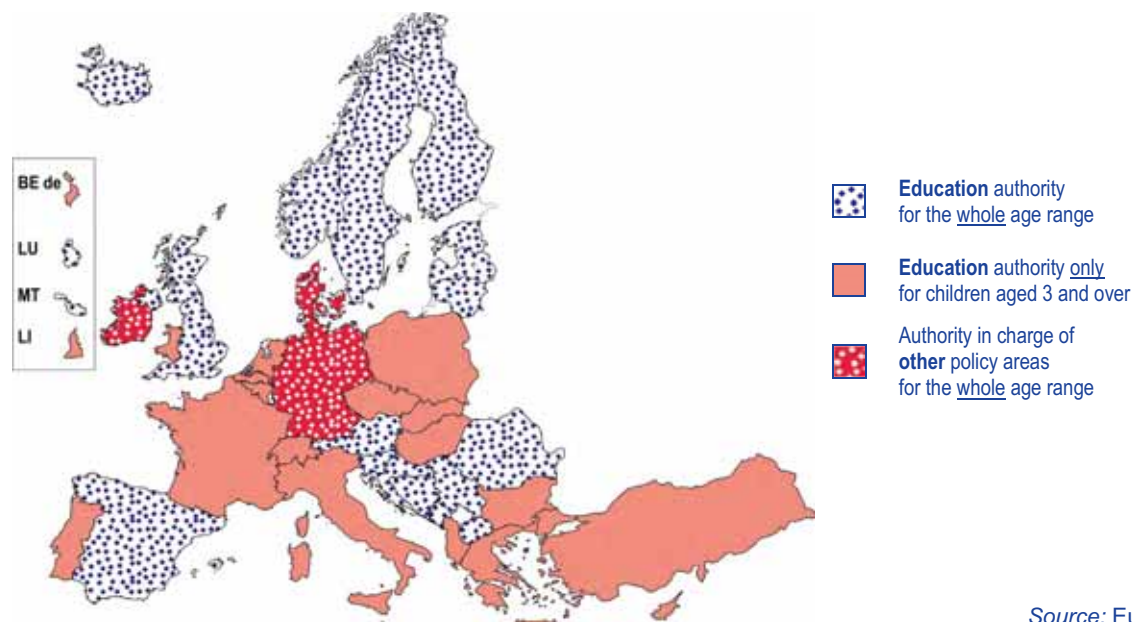 BE de
LU
MT
LI
Education authority
for the whole age range
Education authority only
for children aged 3 and over
Authority in charge of
other policy areas
for the whole age range
Source: Eu